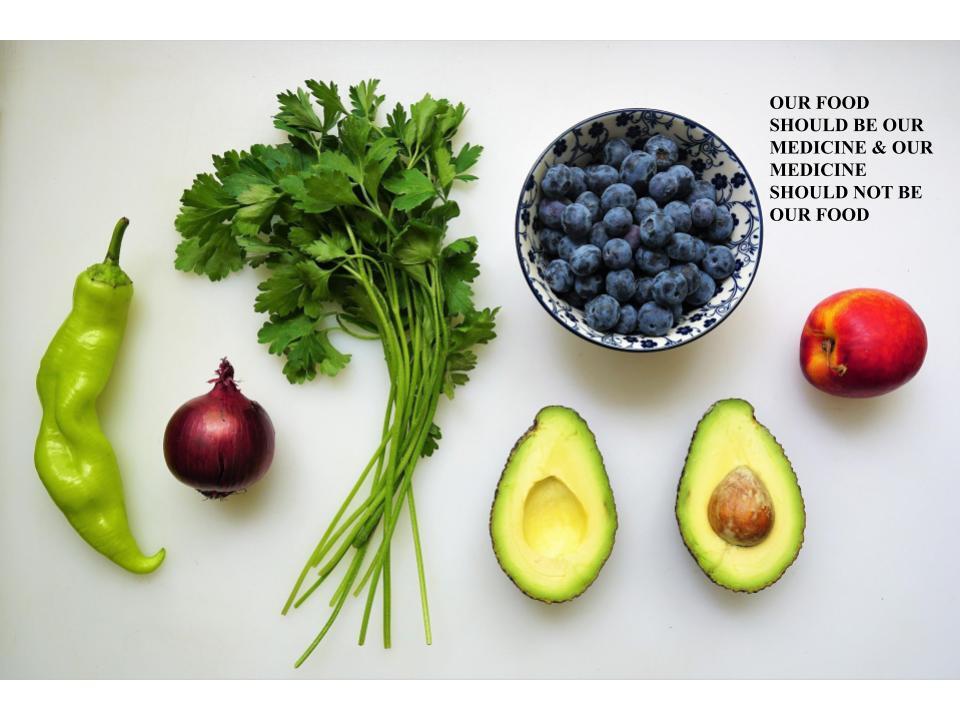 OUR FOOD
SHOULD BE OUR
MEDICINE & OUR
MEDICINE
SHOULD NOT BE
OUR FOOD